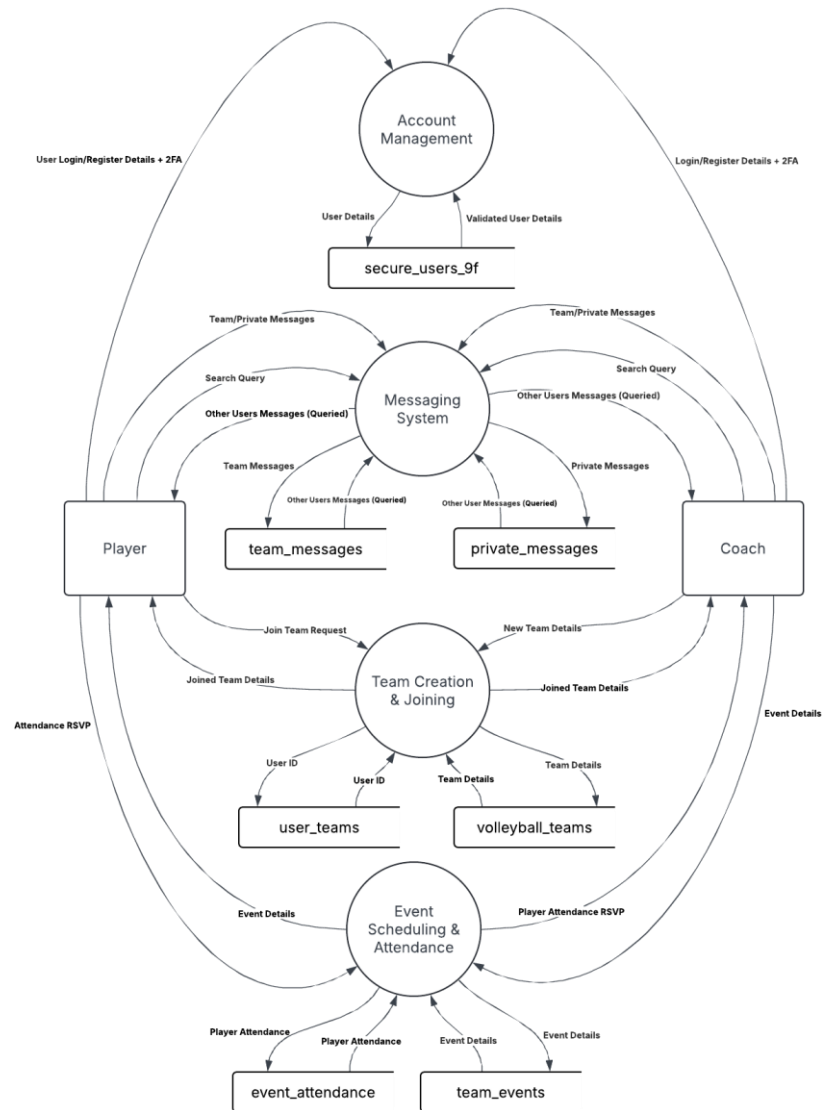 Account
Management
User Login/Register Details + 2FA
Login/Register Details + 2FA
User Details
Validated User Details
secure_users_9f
Team/Private Messages
Team/Private Messages
Search Query
Search Query
Messaging
System
Other Users Messages (Queried)
Other Users Messages (Queried)
Team Messages
Private Messages
Other Users Messages (Queried)
Other User Messages (Queried)
team_messages
private_messages
Player
Coach
Join Team Request
New Team Details
Team Creation
& Joining
Joined Team Details
Joined Team Details
Attendance RSVP
Event Details
User ID
User ID
Team Details
Team Details
user_teams
volleyball_teams
Event
Scheduling &
Attendance
Event Details
Player Attendance RSVP
Player Attendance
Player Attendance
Event Details
Event Details
event_attendance
team_events